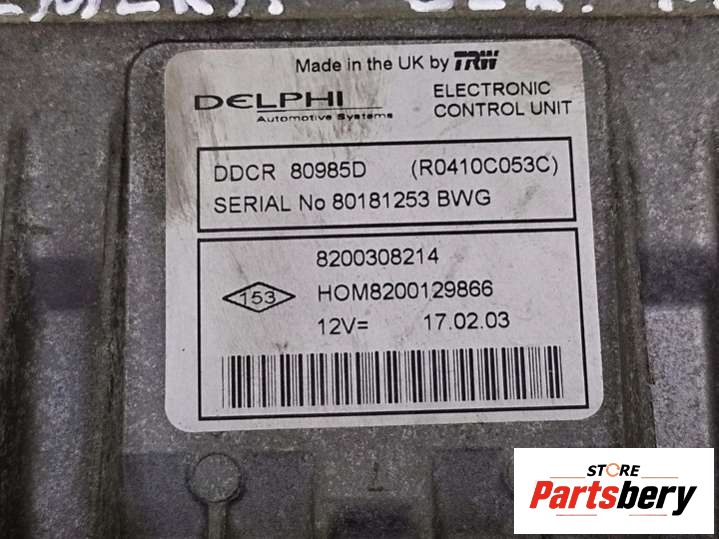 Made in the UK by TRW
DELPHI
Automotive Systems
ELECTRONIC
CONTROL UNIT
DDCR 80985D (R0410C053C)
SERIAL No 80181253 BWG
8200308214
153
HOM8200129866
12V= 17.02.03
STORE
Partsbery